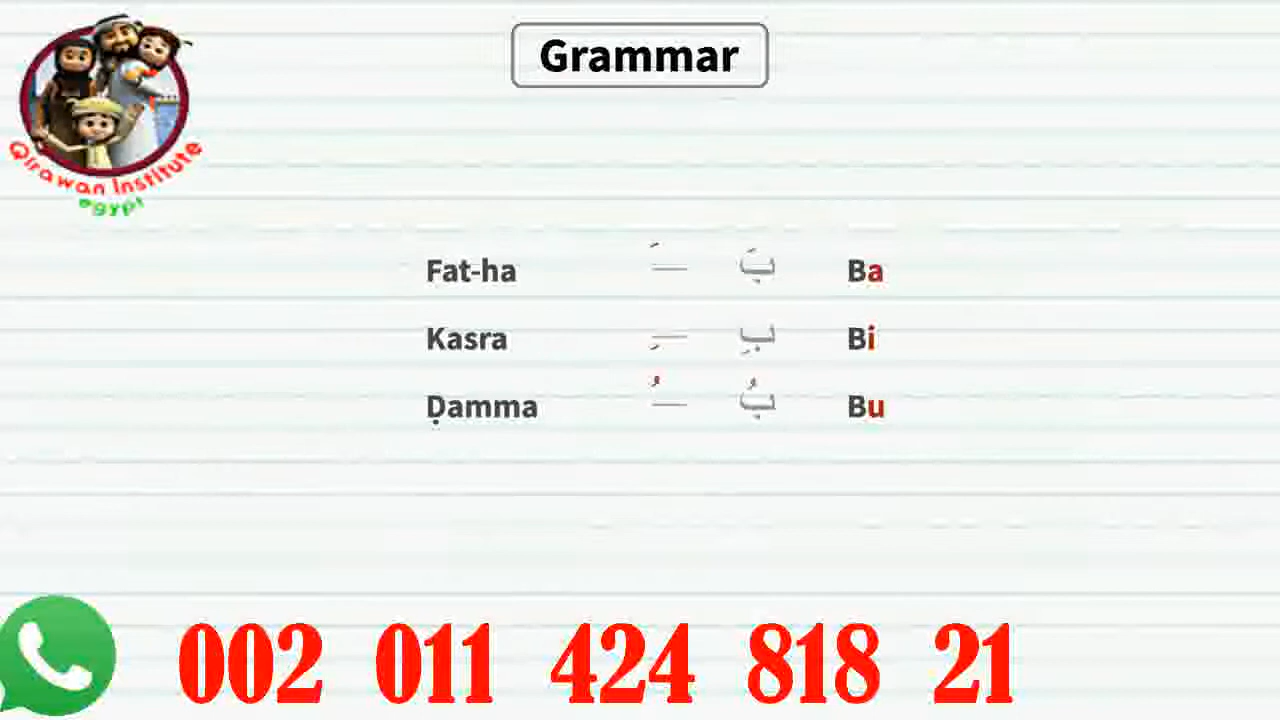 Qirawan Institute
egypt
Grammar
Fat-ha ـَ بَ Ba
Kasra ـِ بِ Bi
Ḍamma ـُ بُ Bu
002 011 424 818 21